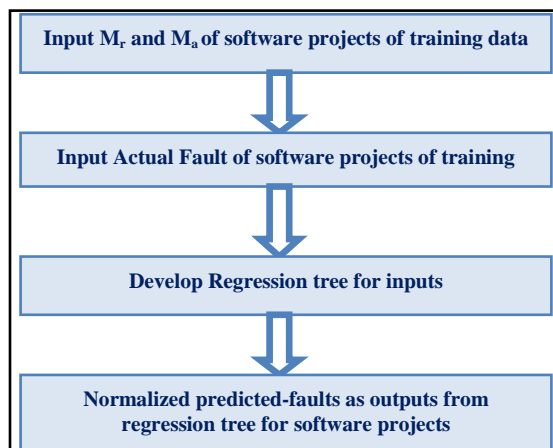 Input Mr and Ma of software projects of training data
Input Actual Fault of software projects of training
Develop Regression tree for inputs
Normalized predicted-faults as outputs from
regression tree for software projects